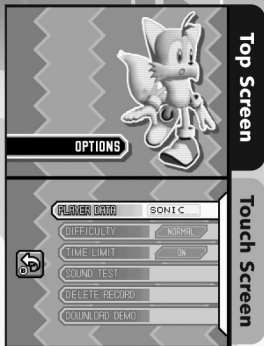 Top Screen
OPTIONS
Touch Screen
PLAYER DATA SONIC
DIFFICULTY NORMAL
TIME LIMIT ON
SOUND TEST
DELETE RECORD
DOWNLOAD DEMO